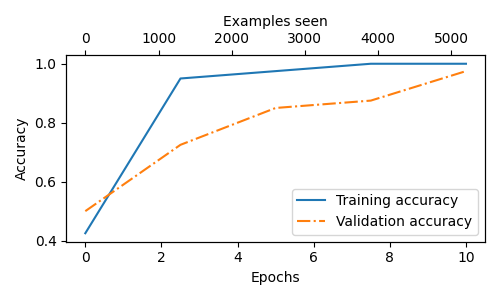 Examples seen
0 1000 2000 3000 4000 5000
1.0
0.8
0.6
0.4
Accuracy
Training accuracy
Validation accuracy
0 2 4 6 8 10
Epochs